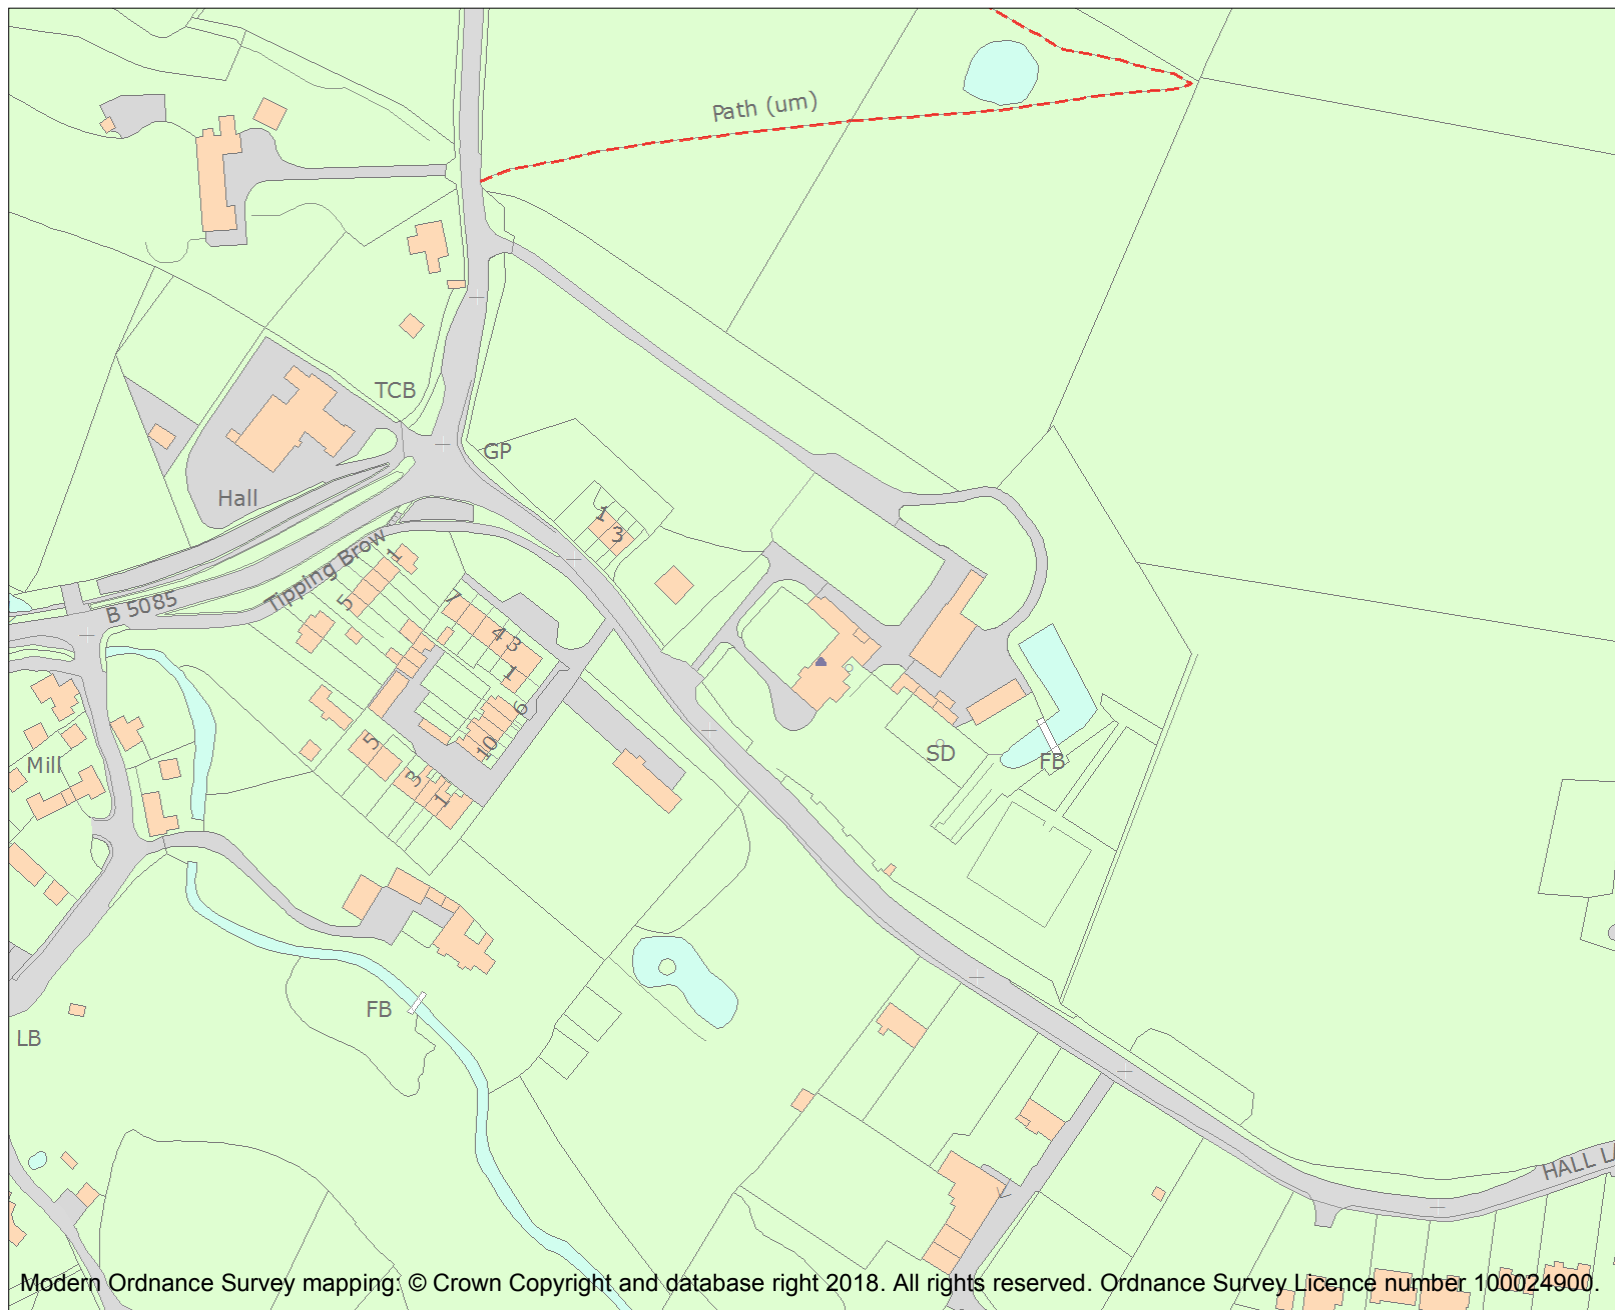 Path (um)
TCB
GP
Hall
1
3
Tipping Brow
1
5
B 5085
7
4
3
1
6
10
5
3
1
Mill
SD
FB
FB
LB
HALL LA
Modern Ordnance Survey mapping: © Crown Copyright and database right 2018. All rights reserved. Ordnance Survey Licence number 100024900.